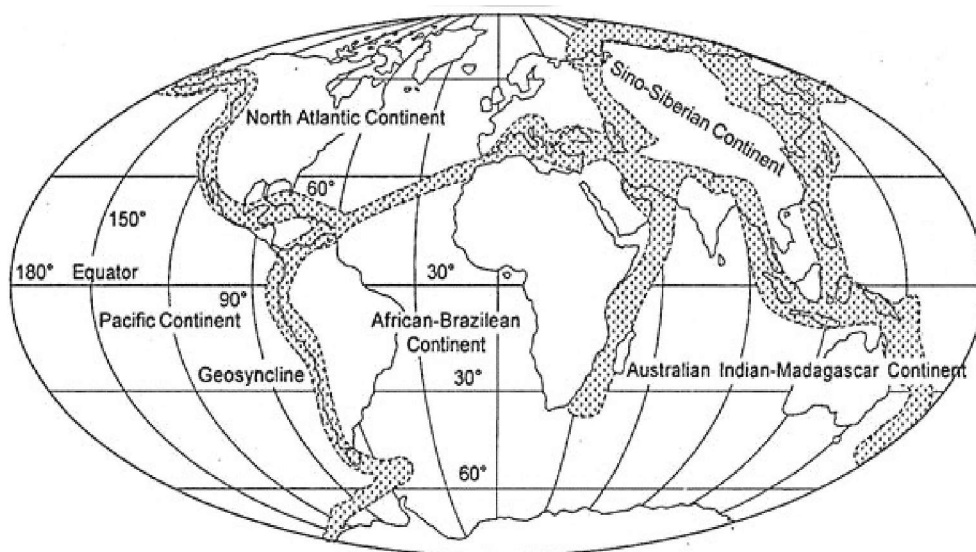 Sino-Siberian Continent
North Atlantic Continent
60°
150°
180° Equator
30°
90°
Pacific Continent
African-Brazilean
Continent
Geosyncline
30°
Australian Indian-Madagascar Continent
60°